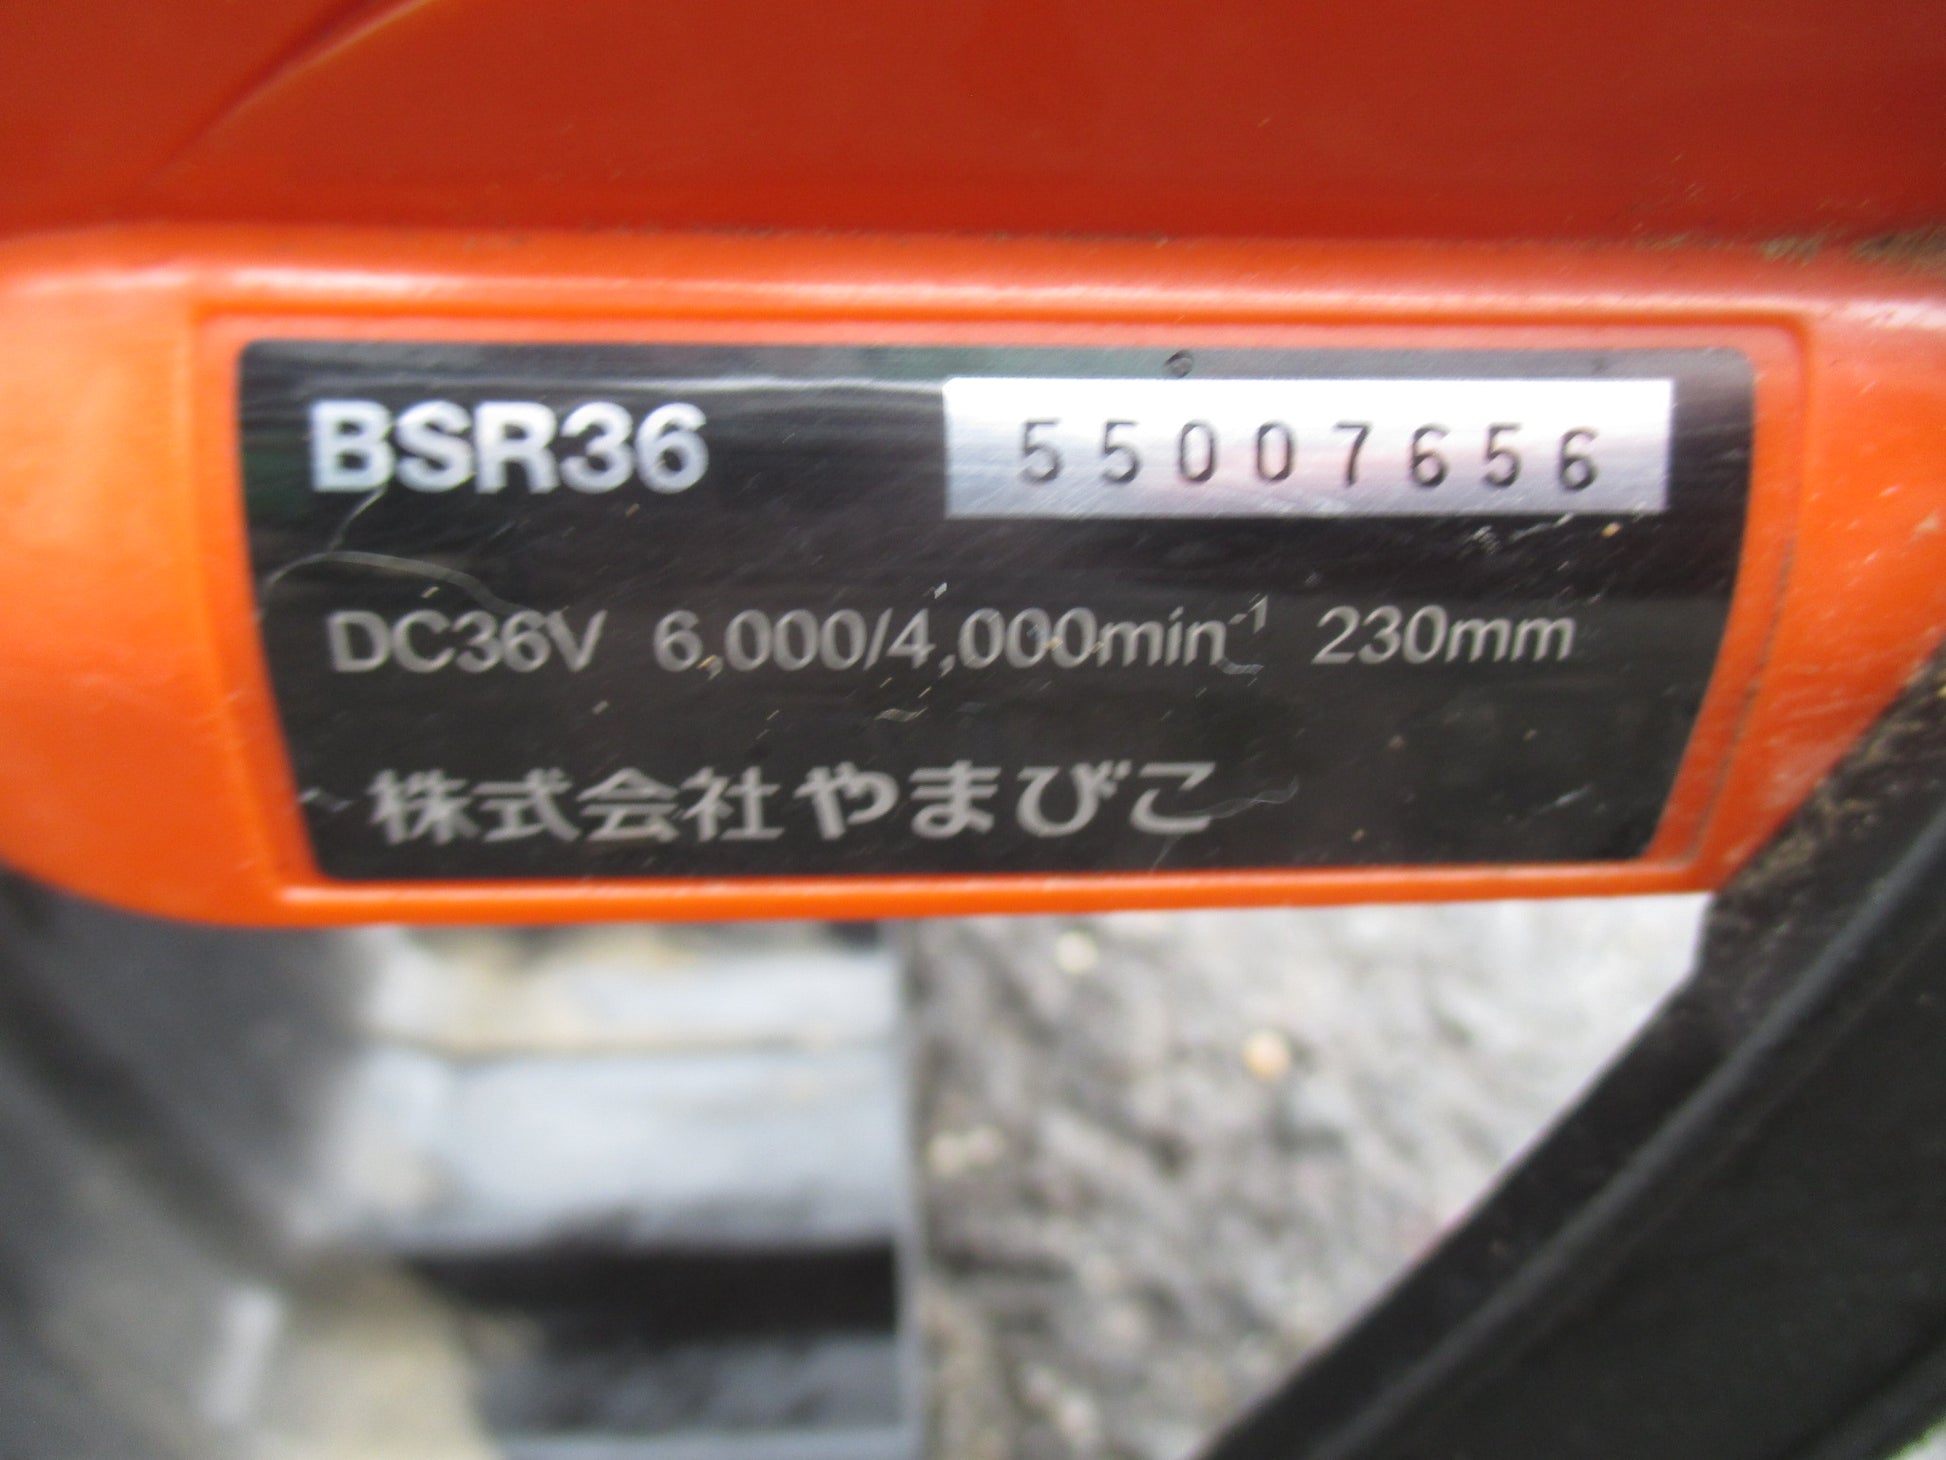 BSR36 55007656
DC36V 6,000/4,000min⁻¹ 230mm
株式会社やまびこ